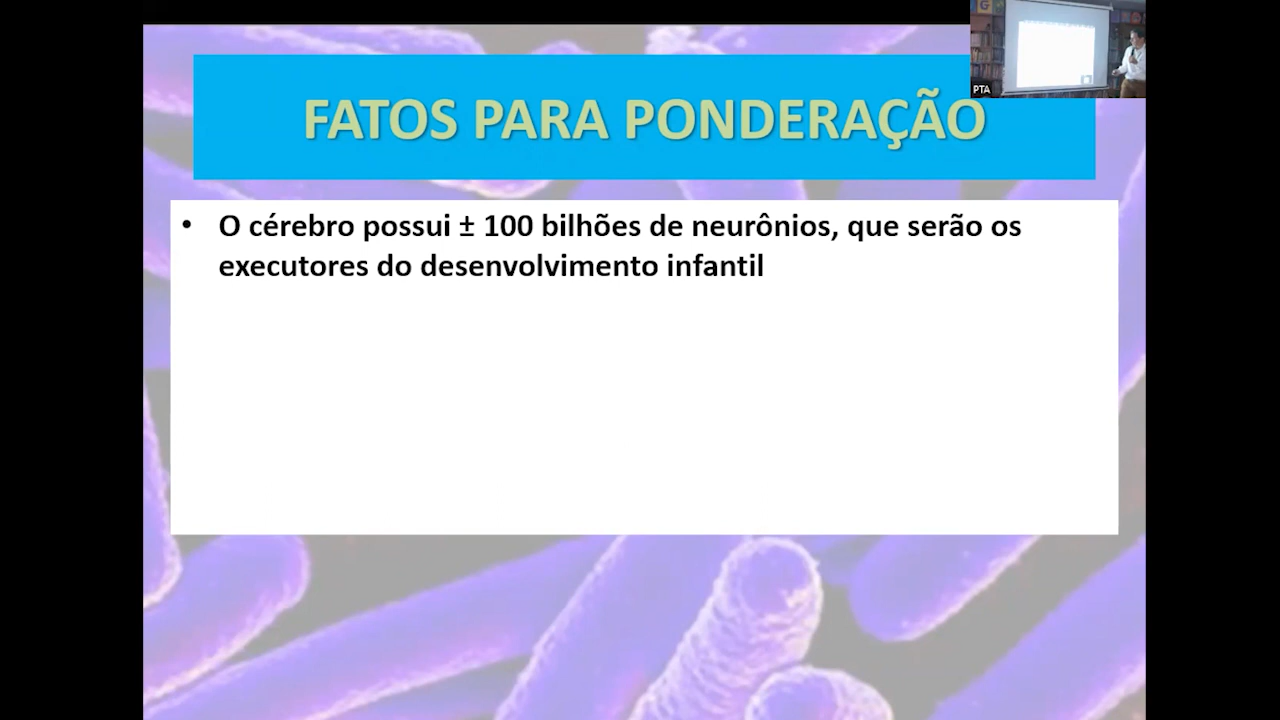 PTA
FATOS PARA PONDERAÇÃO
• O cérebro possui ± 100 bilhões de neurônios, que serão os
executores do desenvolvimento infantil